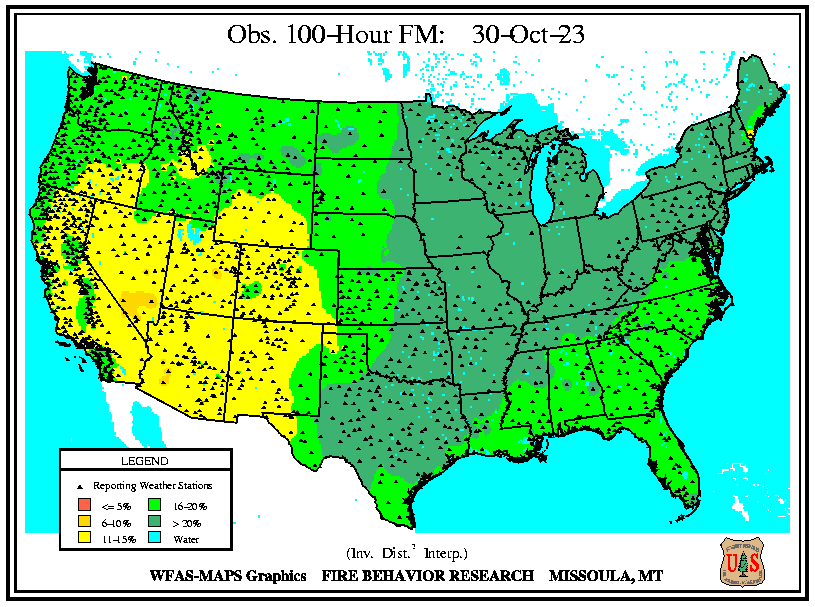 Obs. 100-Hour FM: 30-Oct-23
LEGEND
Reporting Weather Stations
<= 5% 16-20%
6-10% > 20%
11-15% Water
(Inv. Dist.² Interp.)
WFAS-MAPS Graphics FIRE BEHAVIOR RESEARCH MISSOULA, MT
U S